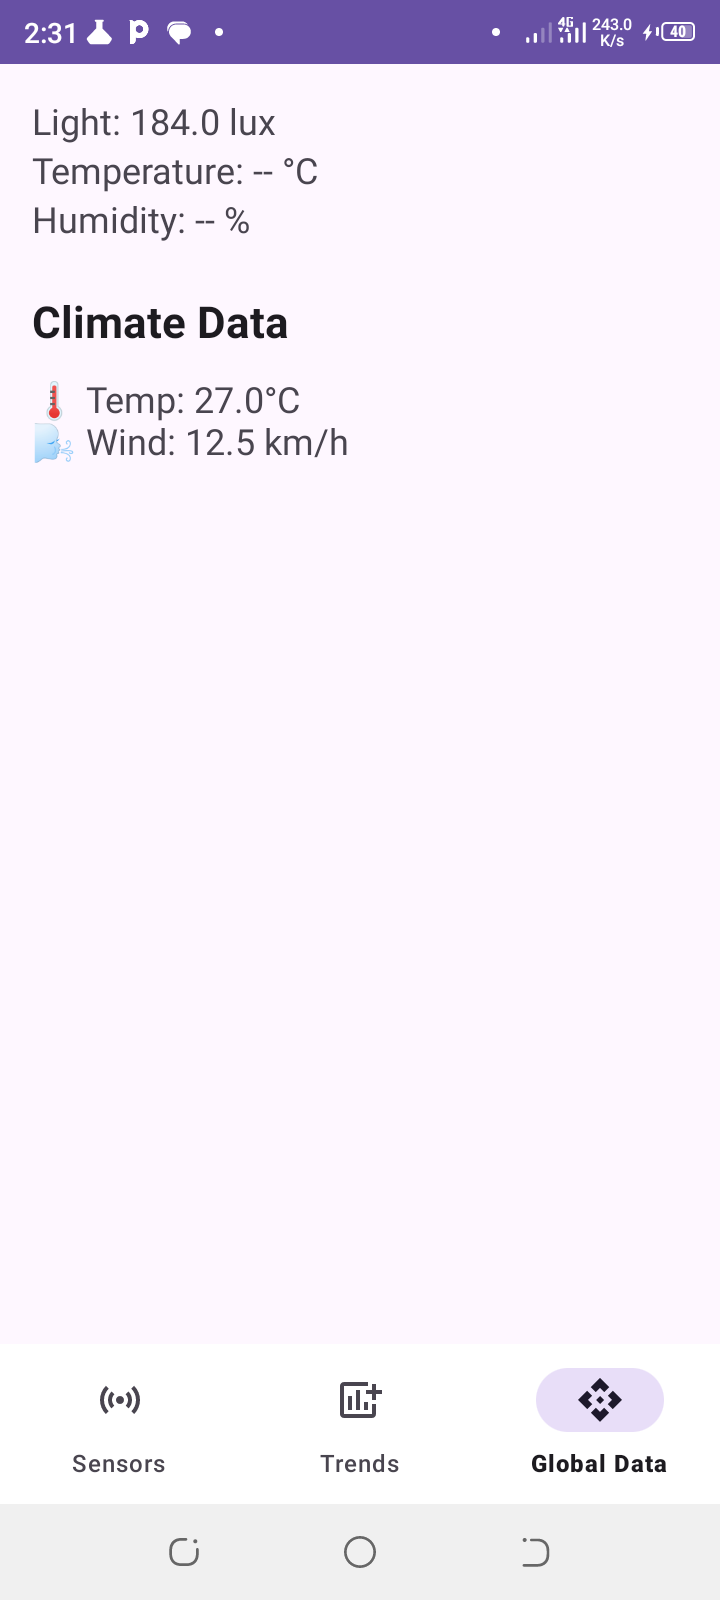 2:31
4G
243.0
K/s
40
Light: 184.0 lux
Temperature: -- °C
Humidity: -- %
Climate Data
Temp: 27.0°C
Wind: 12.5 km/h
Sensors
Trends
Global Data